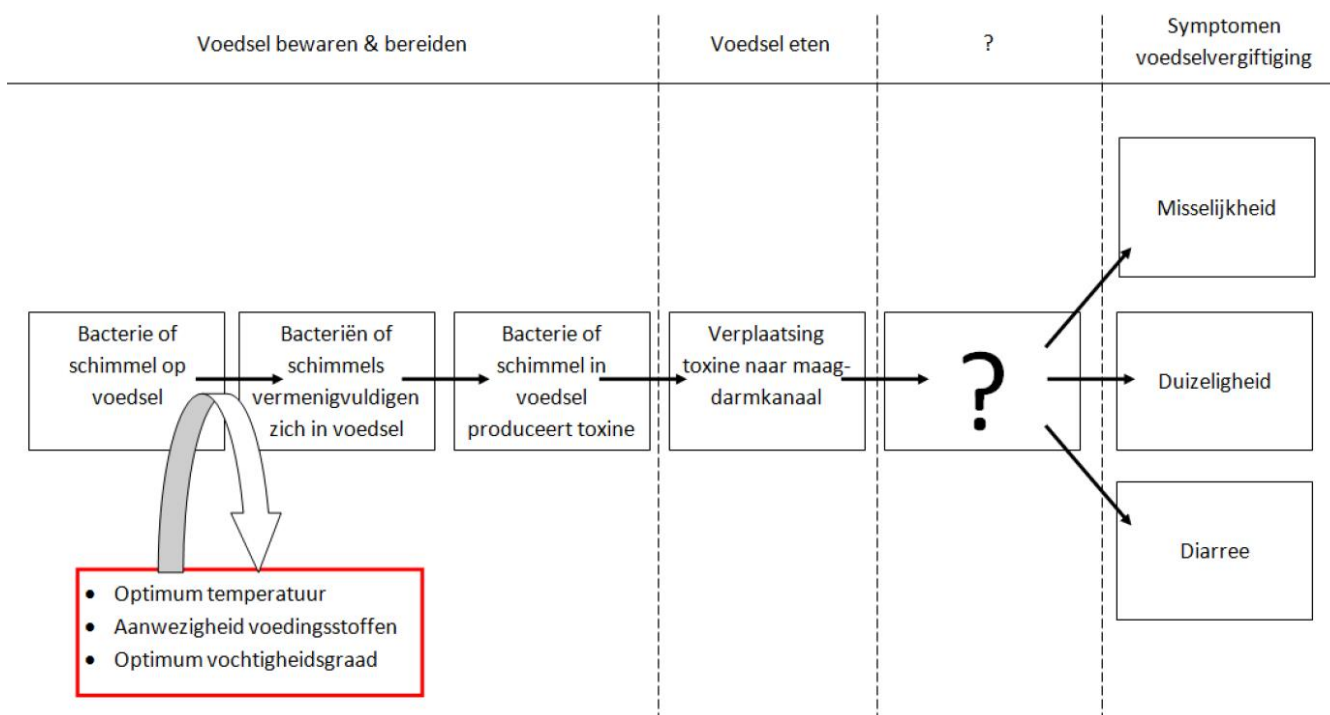 Voedsel bewaren & bereiden
Voedsel eten
?
Symptomen
voedselvergiftiging
Misselijkheid
Bacterie of
schimmel op
voedsel
Bacteriën of
schimmels
vermenigvuldigen
zich in voedsel
Bacterie of
schimmel in
voedsel
produceert toxine
Verplaatsing
toxine naar maag-
darmkanaal
?
Duizeligheid
Diarree
• Optimum temperatuur
• Aanwezigheid voedingsstoffen
• Optimum vochtigheidsgraad